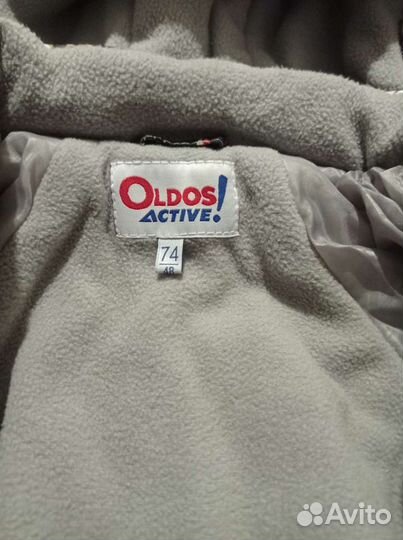 OLDOS
ACTIVE!
74
48
Avito